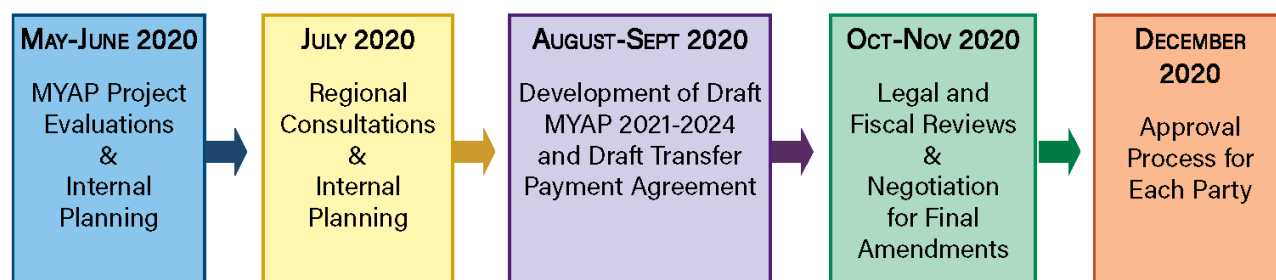 MAY-JUNE 2020
MYAP Project
Evaluations
&
Internal
Planning
JULY 2020
Regional
Consultations
&
Internal
Planning
AUGUST-SEPT 2020
Development of Draft
MYAP 2021-2024
and Draft Transfer
Payment Agreement
OCT-NOV 2020
Legal and
Fiscal Reviews
&
Negotiation
for Final
Amendments
DECEMBER
2020
Approval
Process for
Each Party